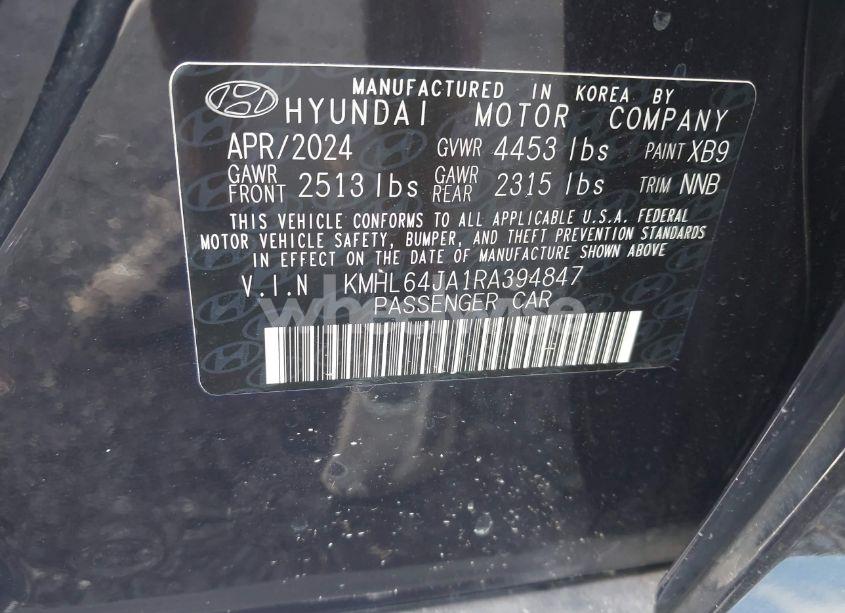 MANUFACTURED IN KOREA BY
HYUNDAI MOTOR COMPANY
APR/2024 GVWR 4453 lbs PAINT XB9
GAWR FRONT 2513 lbs GAWR REAR 2315 lbs TRIM NNB
THIS VEHICLE CONFORMS TO ALL APPLICABLE U.S.A. FEDERAL
MOTOR VEHICLE SAFETY, BUMPER, AND THEFT PREVENTION STANDARDS
IN EFFECT ON THE DATE OF MANUFACTURE SHOWN ABOVE
V.I.N KMHL64JA1RA394847
PASSENGER CAR